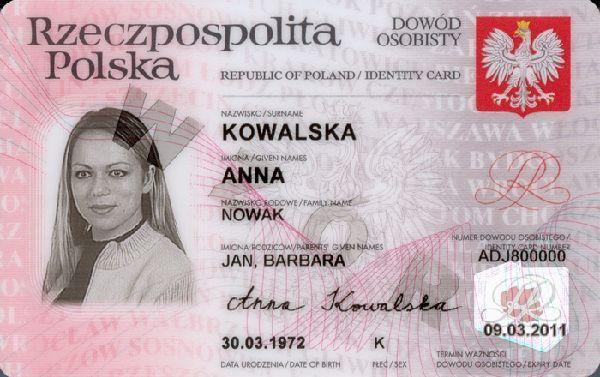 Rzeczpospolita
Polska
DOWÓD
OSOBISTY
REPUBLIC OF POLAND / IDENTITY CARD
NAZWISKO / SURNAME
KOWALSKA
IMIONA / GIVEN NAMES
ANNA
NAZWISKO RODOWE / FAMILY NAME
NOWAK
IMIONA RODZICÓW / PARENTS' GIVEN NAMES
JAN, BARBARA
NUMER DOWODU OSOBISTEGO /
IDENTITY CARD NUMBER
ADJ800000
Anna Kowalska
09.03.2011
30.03.1972 K
TERMIN WAŻNOŚCI
DATA URODZENIA / DATE OF BIRTH PŁEĆ / SEX DOWODU OSOBISTEGO / EXPIRY DATE